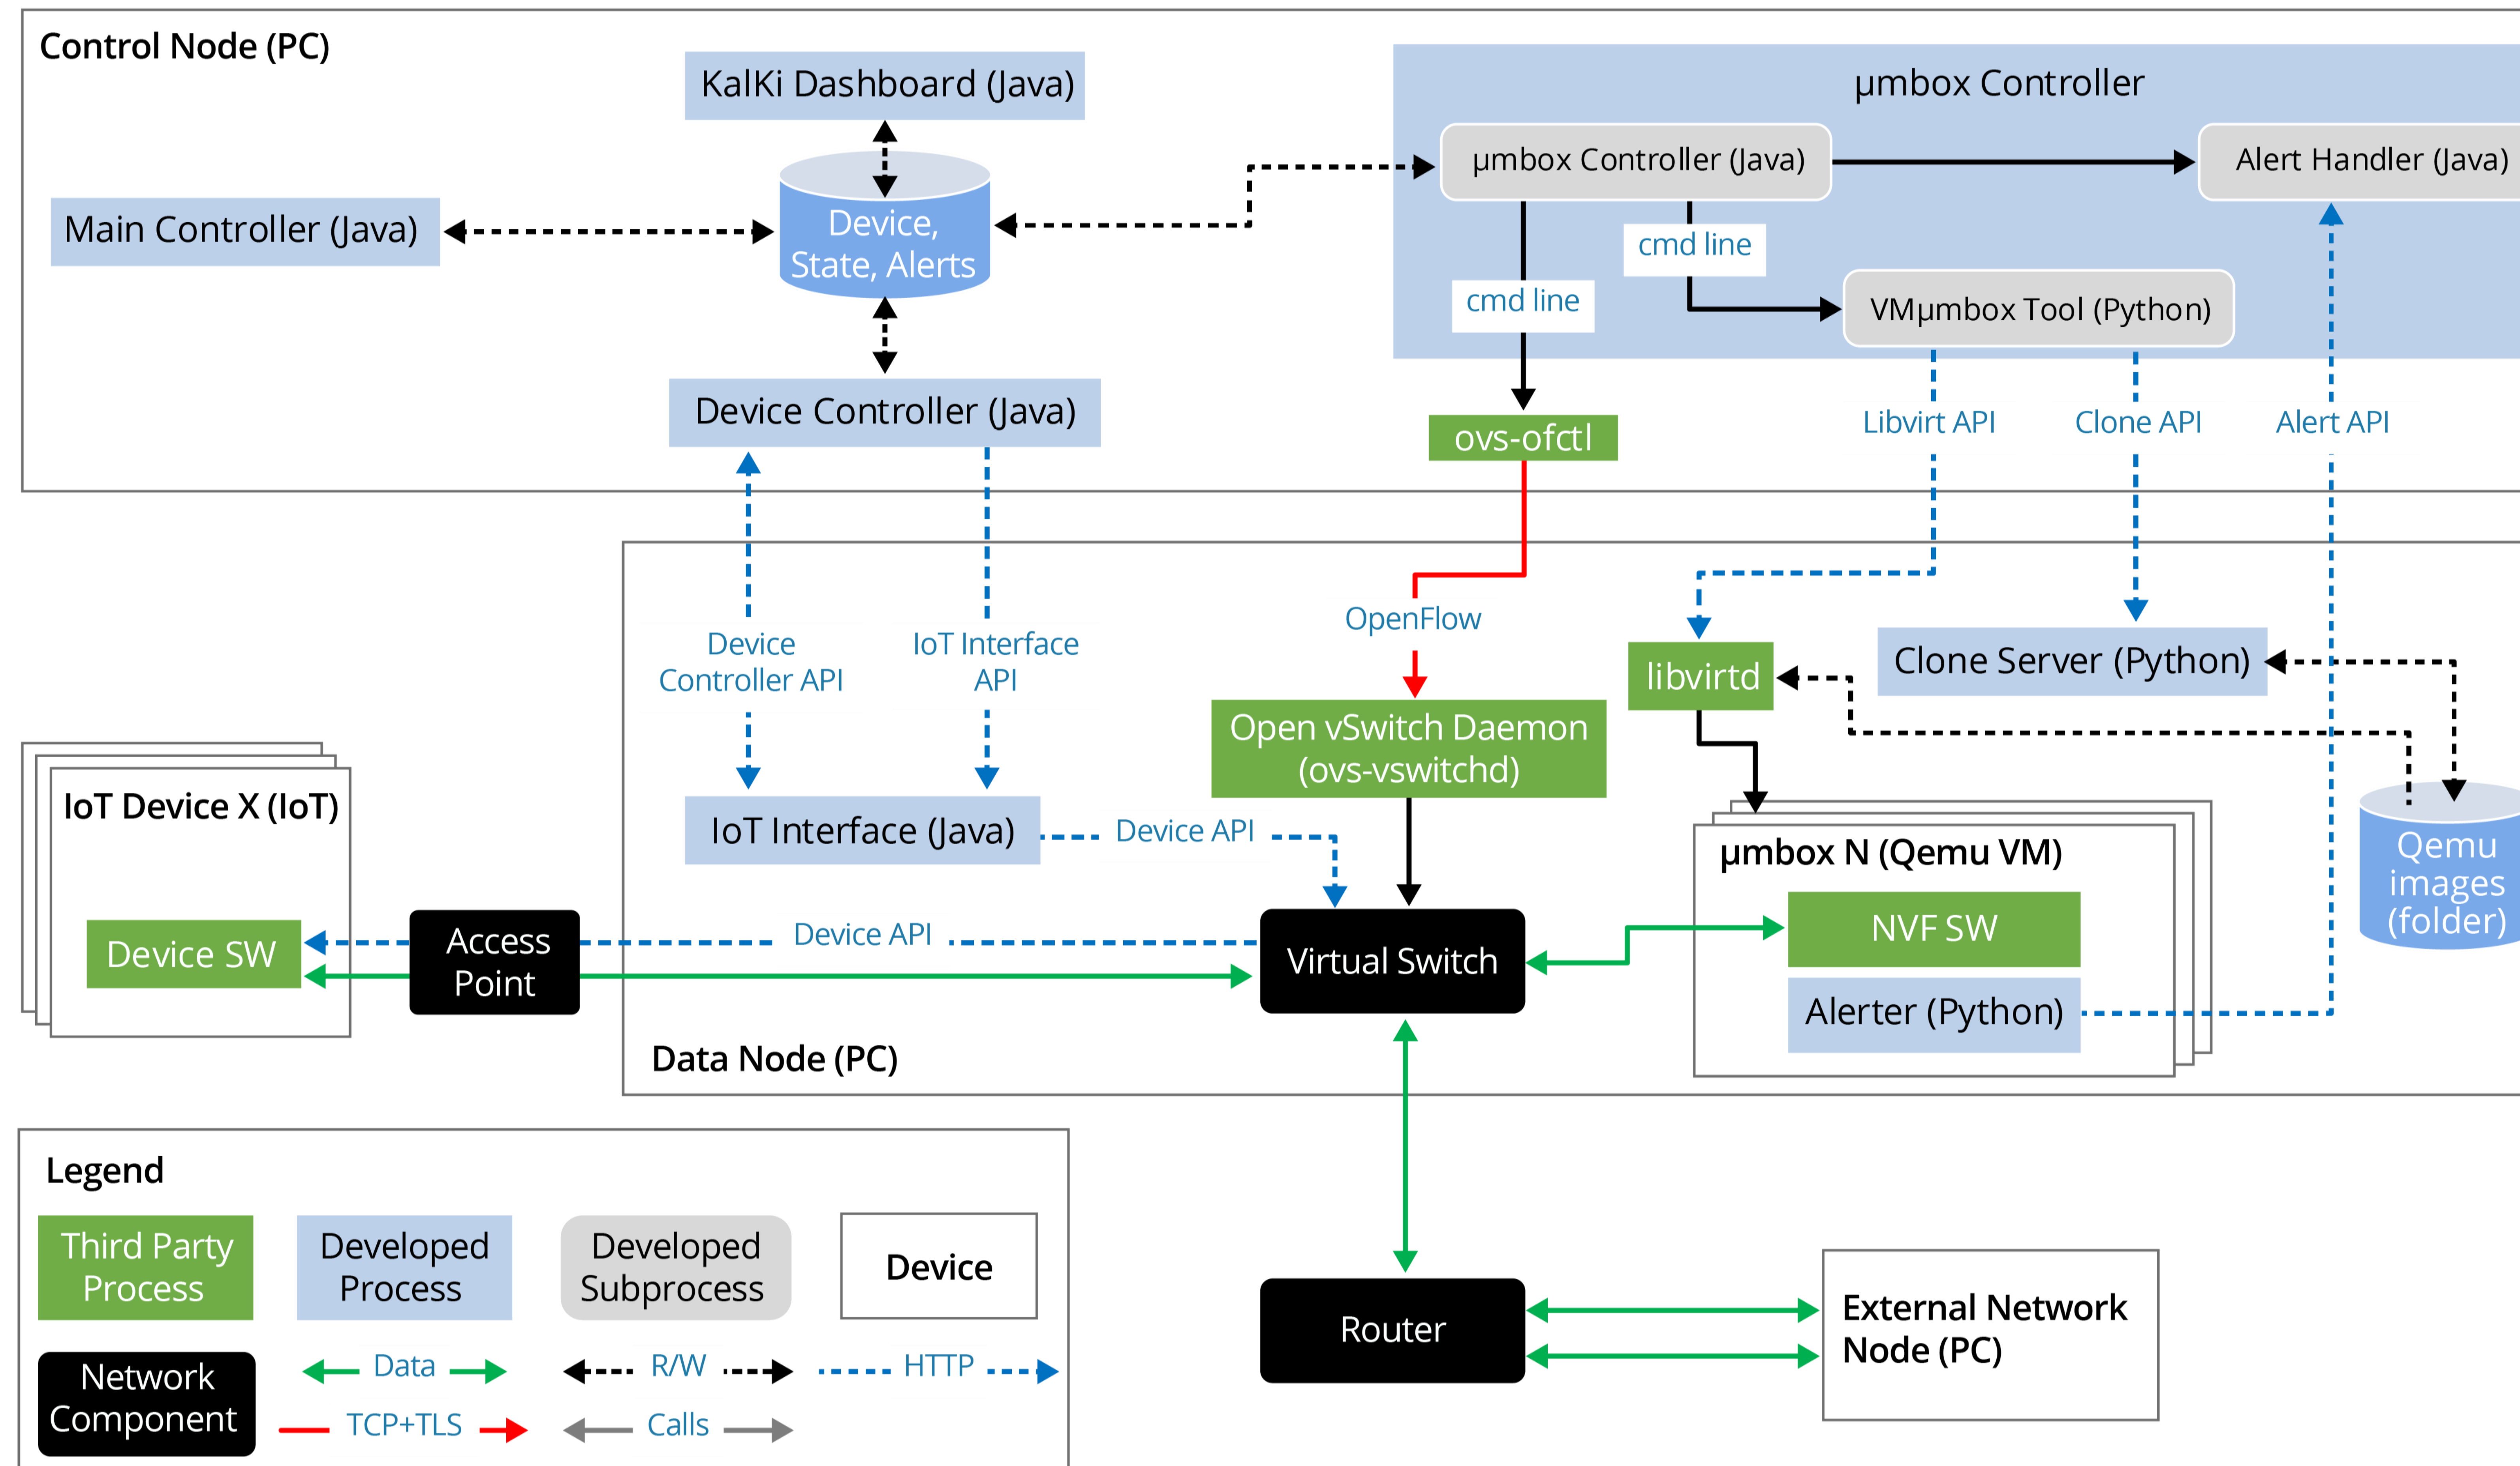 Control Node (PC)
KalKi Dashboard (Java)
µmbox Controller
µmbox Controller (Java)
Alert Handler (Java)
Main Controller (Java)
Device,
State, Alerts
cmd line
cmd line
VMµmbox Tool (Python)
Device Controller (Java)
ovs-ofctl
Libvirt API
Clone API
Alert API
OpenFlow
Device
Controller API
IoT Interface
API
libvirtd
Clone Server (Python)
Open vSwitch Daemon
(ovs-vswitchd)
IoT Device X (IoT)
IoT Interface (Java)
Device API
µmbox N (Qemu VM)
Qemu
images
(folder)
Device SW
Access
Point
Device API
Virtual Switch
NVF SW
Alerter (Python)
Data Node (PC)
Legend
Third Party
Process
Developed
Process
Developed
Subprocess
Device
Network
Component
Data
R/W
HTTP
TCP+TLS
Calls
Router
External Network
Node (PC)